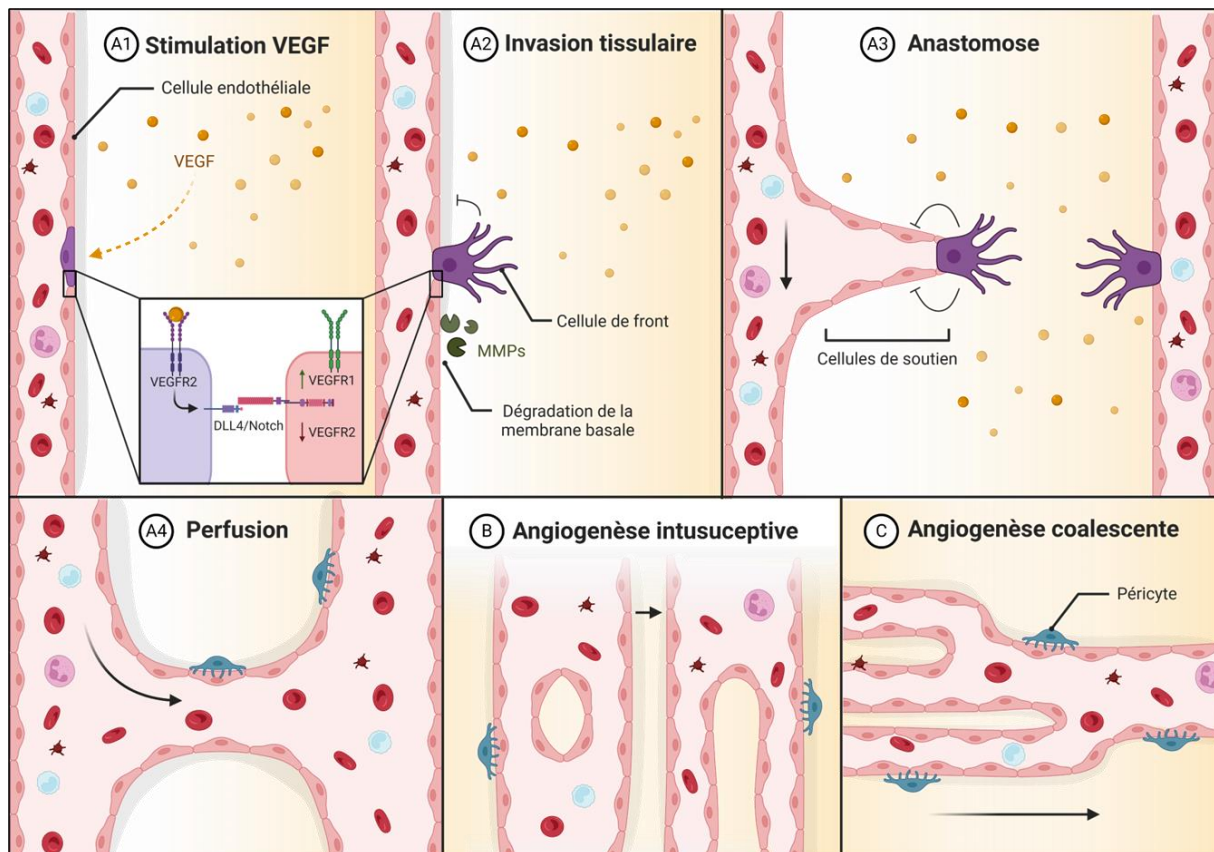 A1 Stimulation VEGF
Cellule endothéliale
VEGF
VEGFR2
DLL4/Notch
VEGFR1
VEGFR2
A2 Invasion tissulaire
Cellule de front
MMPs
Dégradation de la
membrane basale
A3 Anastomose
Cellules de soutien
A4 Perfusion
B Angiogenèse intusuceptive
C Angiogenèse coalescente
Péricyte